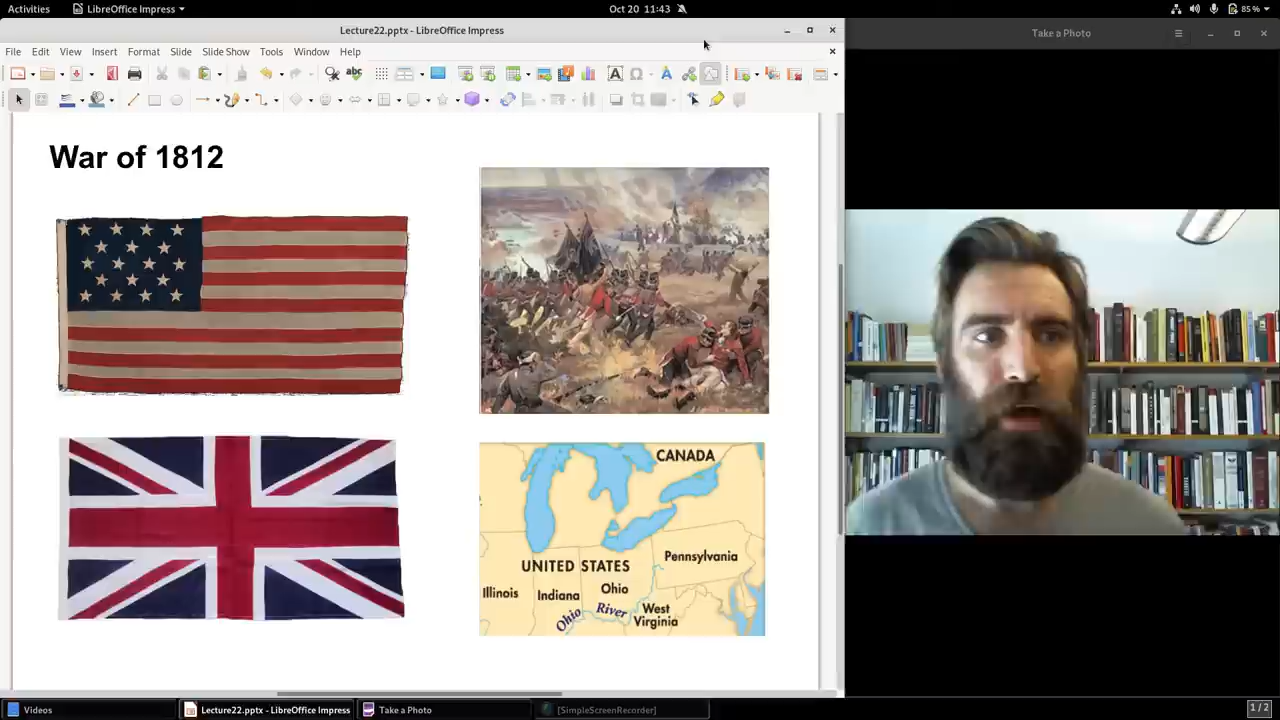 Activities
LibreOffice Impress
Oct 20 11:43
85 %
Lecture22.pptx - LibreOffice Impress
Take a Photo
File Edit View Insert Format Slide Slide Show Tools Window Help
War of 1812
CANADA
Pennsylvania
UNITED STATES
Illinois
Indiana
Ohio
Ohio River
West
Virginia
Videos
Lecture22.pptx - LibreOffice Impress
Take a Photo
[SimpleScreenRecorder]
1 / 2